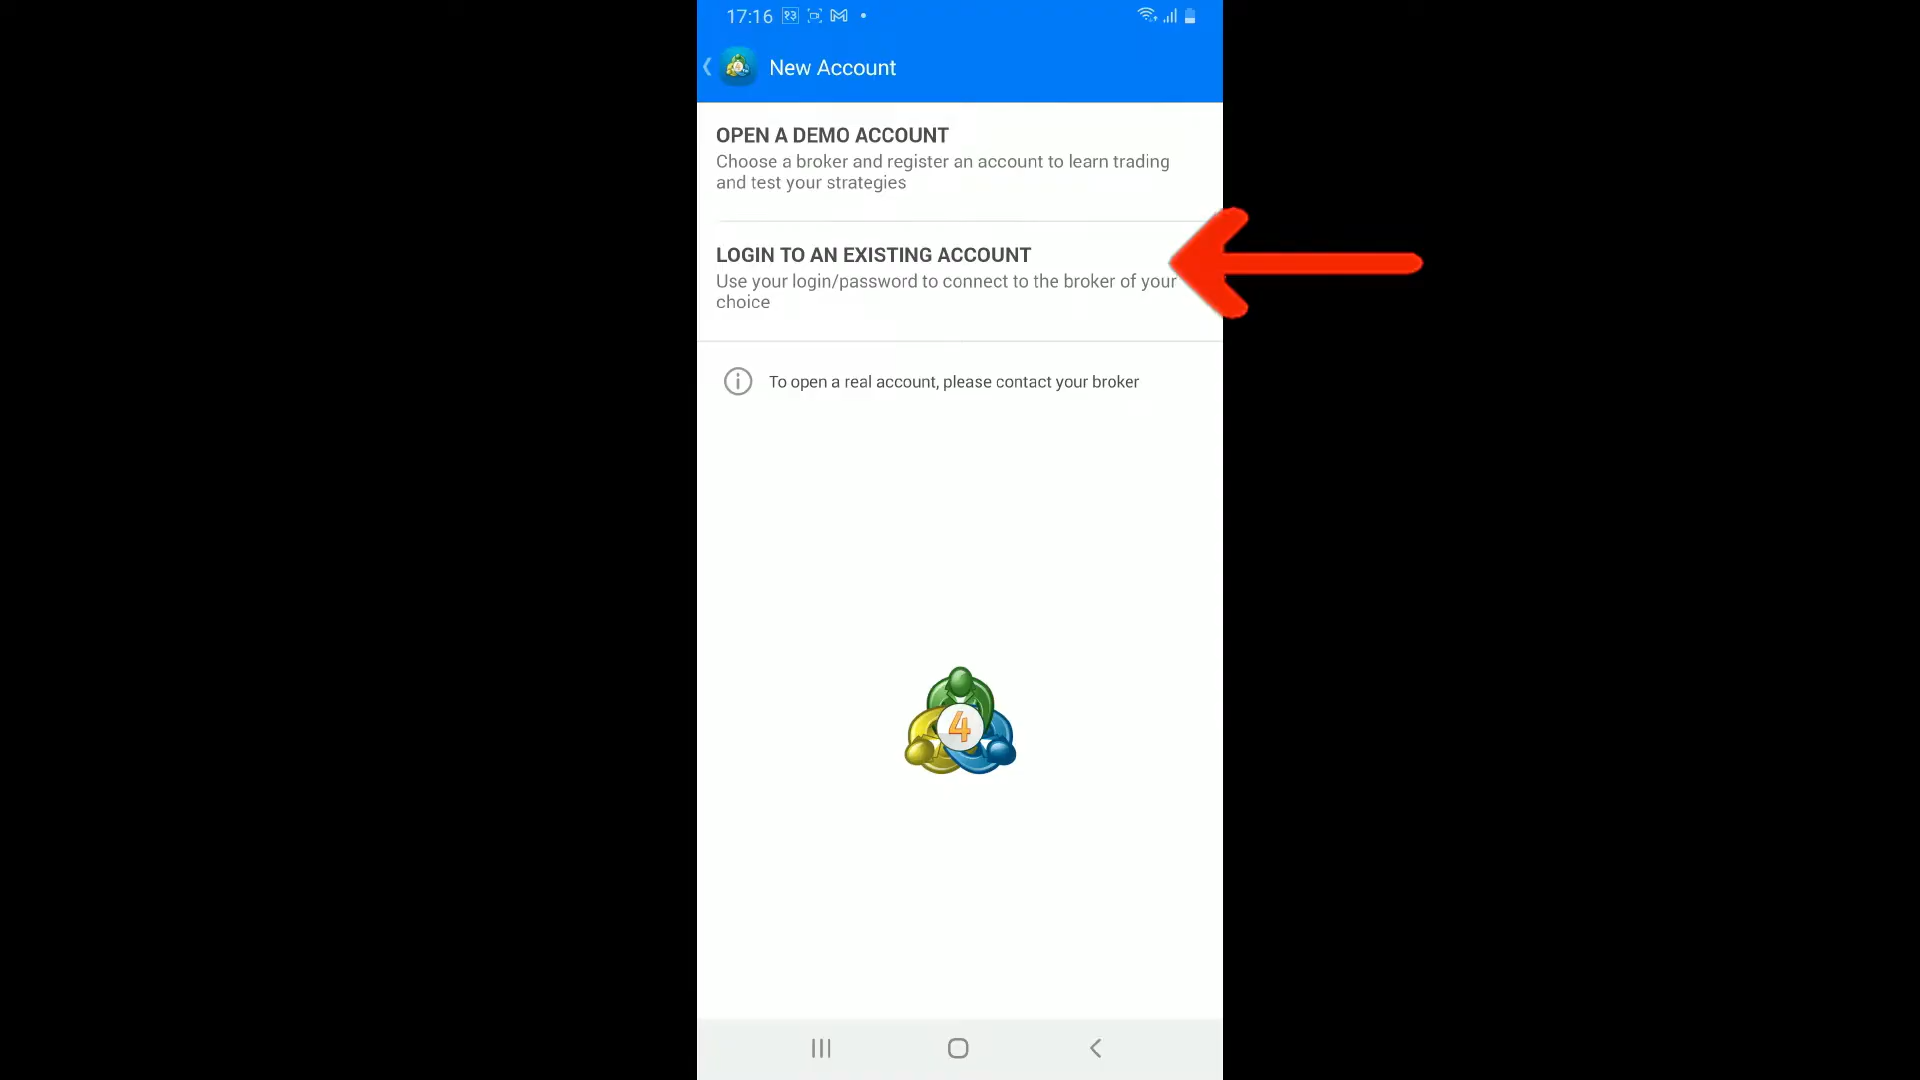 17:16 १३
New Account
OPEN A DEMO ACCOUNT
Choose a broker and register an account to learn trading
and test your strategies
LOGIN TO AN EXISTING ACCOUNT
Use your login/password to connect to the broker of your
choice
To open a real account, please contact your broker
4